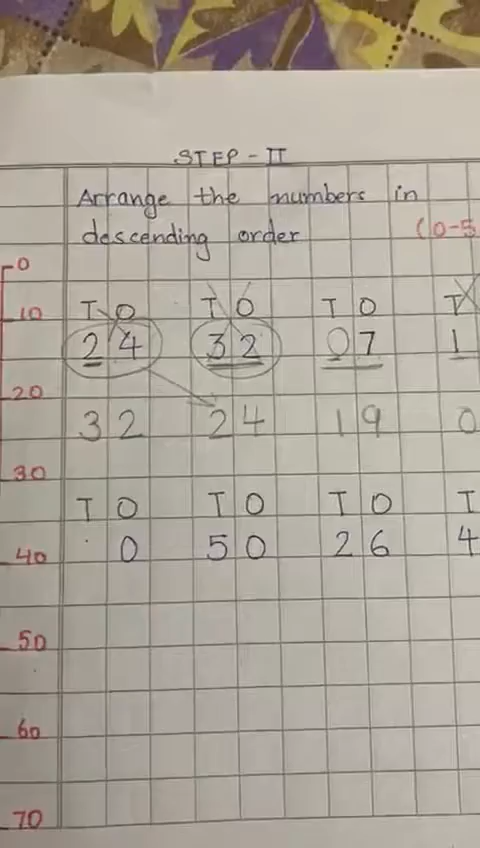 STEP - II
Arrange the numbers in
descending order (0-5
0
10 T O T O T O T
2 4 3 2 0 7 1
20
3 2 2 4 1 9 0
30
T O T O T O T
0 5 0 2 6 4
40
50
60
70